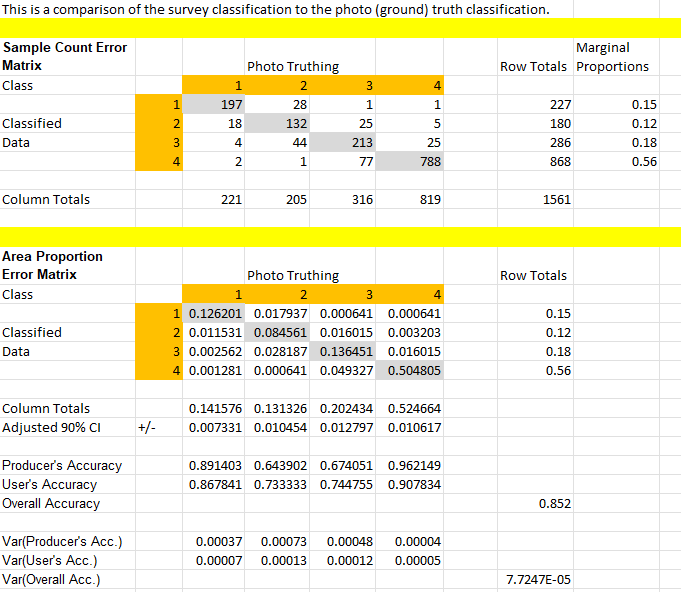 This is a comparison of the survey classification to the photo (ground) truth classification.
Sample Count Error Marginal
Matrix Photo Truthing Row Totals Proportions
Class 1 2 3 4
1 197 28 1 1 227 0.15
Classified 2 18 132 25 5 180 0.12
Data 3 4 44 213 25 286 0.18
4 2 1 77 788 868 0.56
Column Totals 221 205 316 819 1561
Area Proportion
Error Matrix Photo Truthing Row Totals
Class 1 2 3 4
1 0.126201 0.017937 0.000641 0.000641 0.15
Classified 2 0.011531 0.084561 0.016015 0.003203 0.12
Data 3 0.002562 0.028187 0.136451 0.016015 0.18
4 0.001281 0.000641 0.049327 0.504805 0.56
Column Totals 0.141576 0.131326 0.202434 0.524664
Adjusted 90% CI +/- 0.007331 0.010454 0.012797 0.010617
Producer's Accuracy 0.891403 0.643902 0.674051 0.962149
User's Accuracy 0.867841 0.733333 0.744755 0.907834
Overall Accuracy 0.852
Var(Producer's Acc.) 0.00037 0.00073 0.00048 0.00004
Var(User's Acc.) 0.00007 0.00013 0.00012 0.00005
Var(Overall Acc.) 7.7247E-05